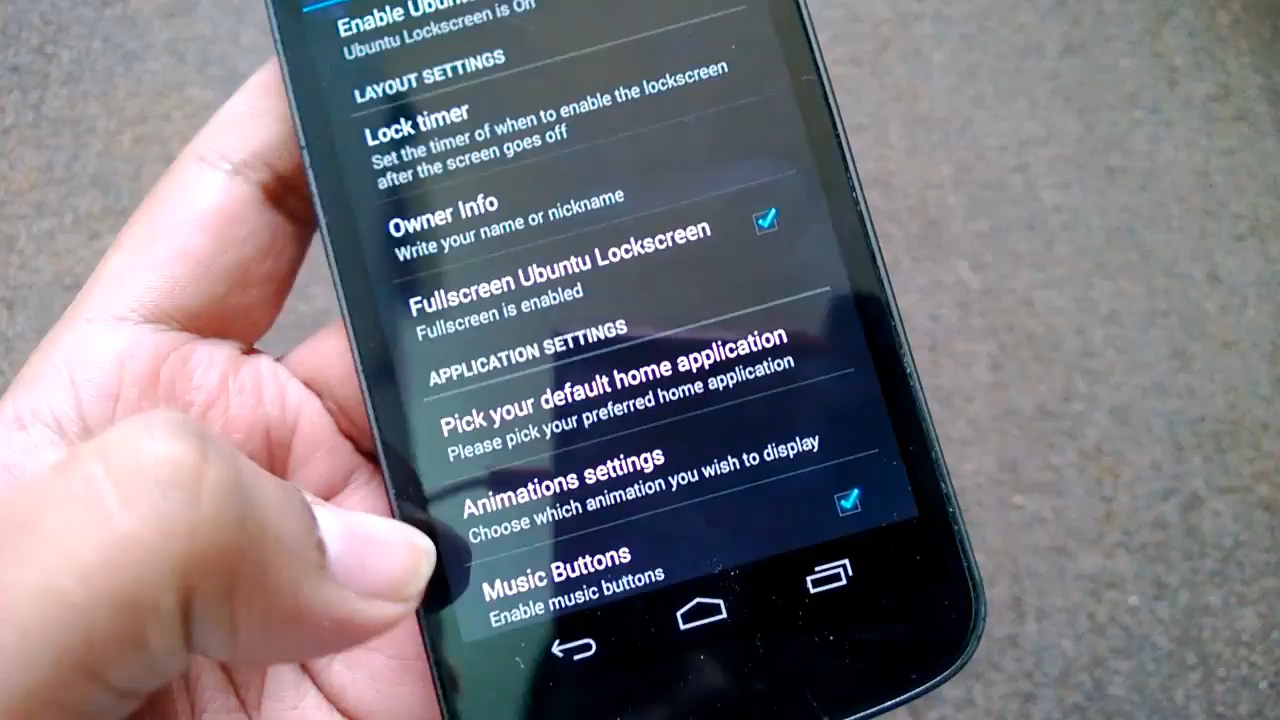 Enable
Ubuntu Lockscreen is On
LAYOUT SETTINGS
Lock timer
Set the timer of when to enable the lockscreen
after the screen goes off
Owner Info
Write your name or nickname
Fullscreen Ubuntu Lockscreen
Fullscreen is enabled
APPLICATION SETTINGS
Pick your default home application
Please pick your preferred home application
Animations settings
Choose which animation you wish to display
Music Buttons
Enable music buttons